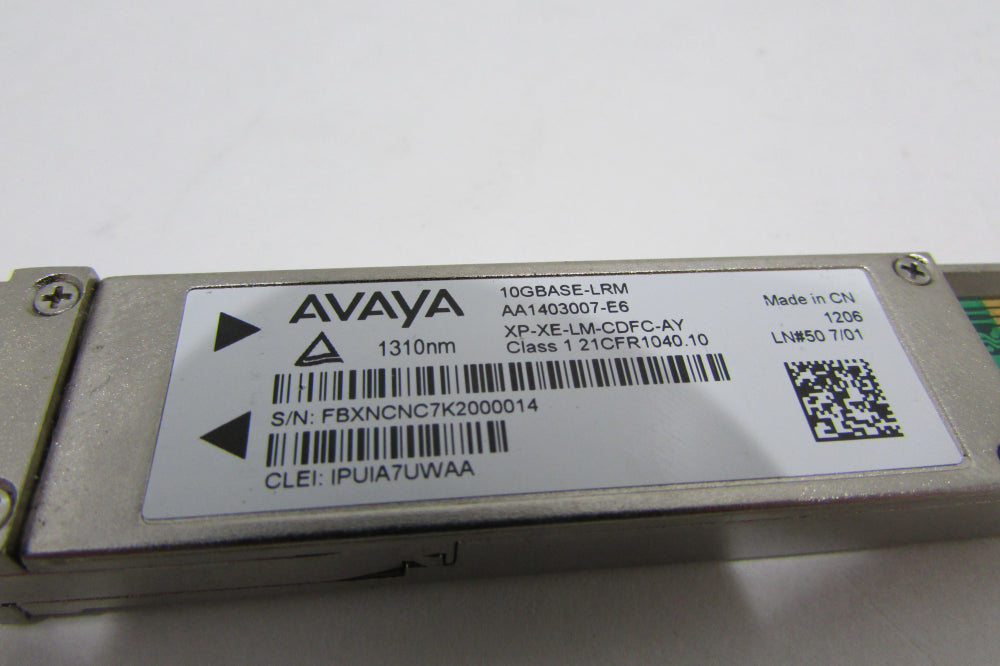 AVAYA
10GBASE-LRM
AA1403007-E6
XP-XE-LM-CDFC-AY
1310nm
Class 1 21CFR1040.10
S/N: FBXNCNC7K2000014
CLEI: IPUIA7UWAA
Made in CN
1206
LN#50 7/01